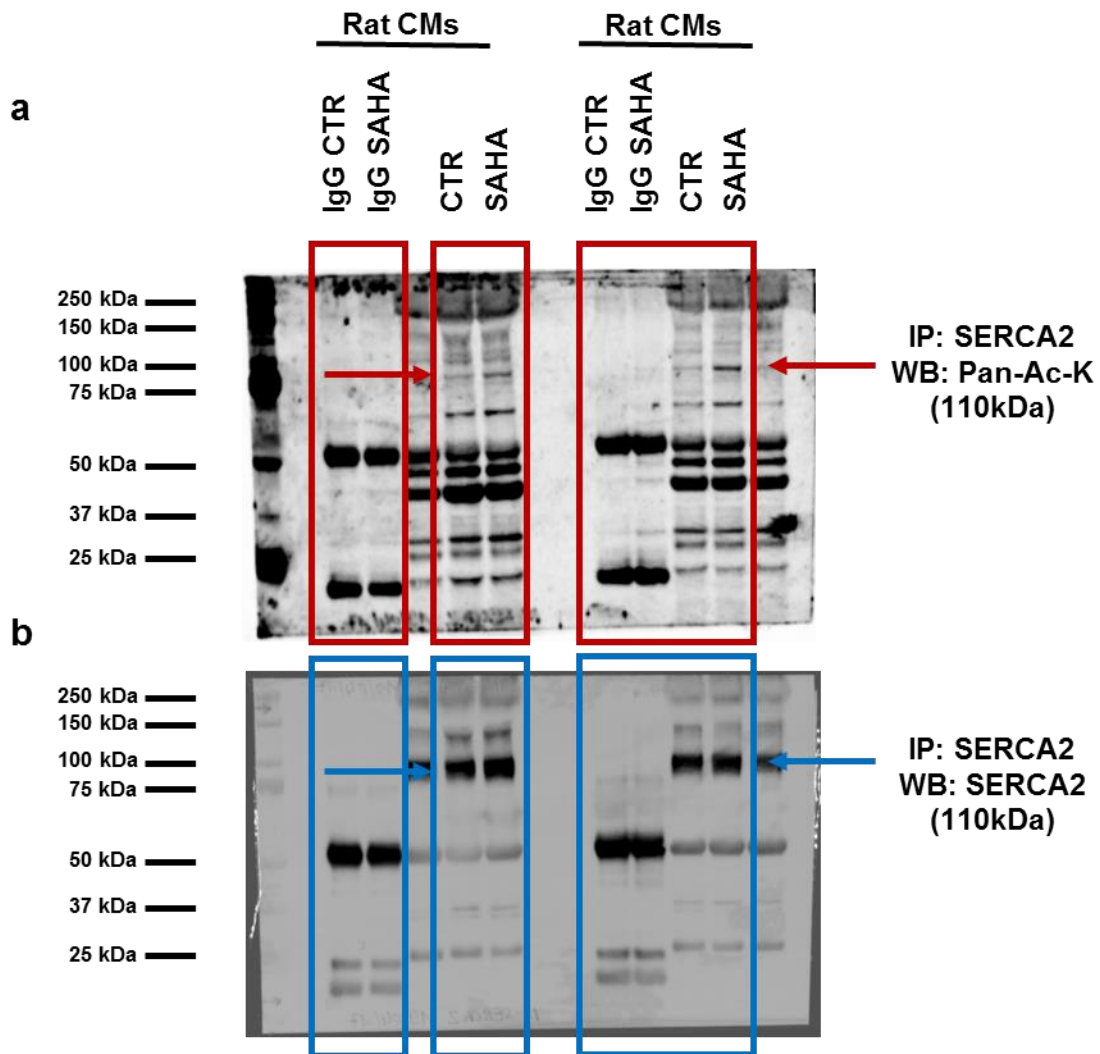 Rat CMs
Rat CMs
a
IgG CTR
IgG SAHA
CTR
SAHA
IgG CTR
IgG SAHA
CTR
SAHA
250 kDa
150 kDa
100 kDa
75 kDa
50 kDa
37 kDa
25 kDa
IP: SERCA2
WB: Pan-Ac-K
(110kDa)
b
250 kDa
150 kDa
100 kDa
75 kDa
50 kDa
37 kDa
25 kDa
IP: SERCA2
WB: SERCA2
(110kDa)